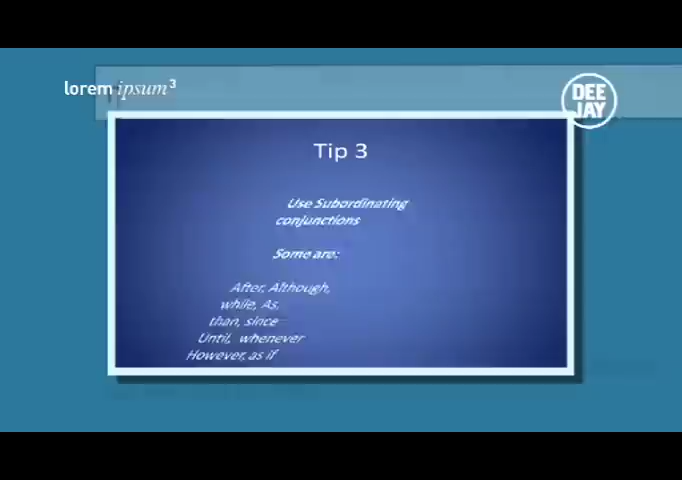 lorem ipsum³
DEE
JAY
Tip 3
Use Subordinating
conjunctions
Some are:
After, Although,
while, As,
than, since
Until, whenever
However, as if